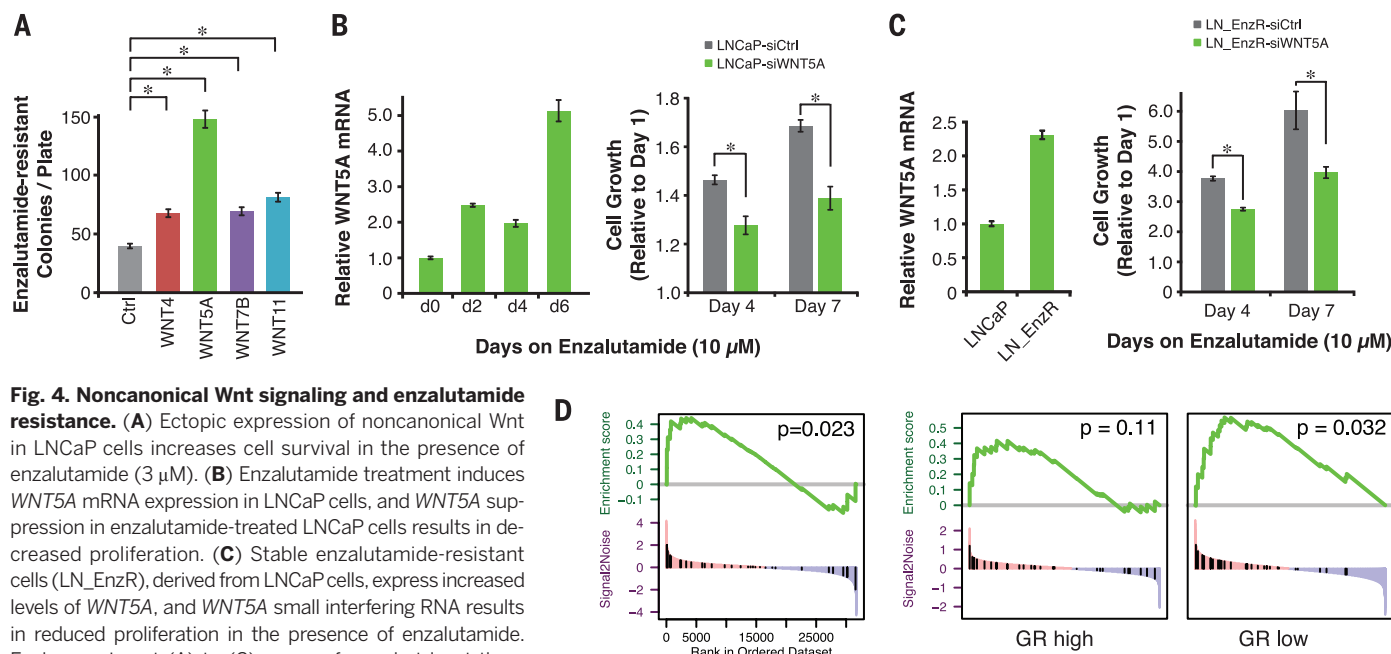 A
Enzalutamide-resistant
Colonies / Plate
150
100
50
0
*
*
*
*
Ctrl
WNT4
WNT5A
WNT7B
WNT11
B
Relative WNT5A mRNA
5.0
4.0
3.0
2.0
1.0
0
d0
d2
d4
d6
LNCaP-siCtrl
LNCaP-siWNT5A
Cell Growth
(Relative to Day 1)
1.8
1.6
1.4
1.2
1.0
*
*
Day 4
Day 7
Days on Enzalutamide (10 µM)
C
Relative WNT5A mRNA
2.5
2.0
1.5
1.0
0.5
0
LNCaP
LN_EnzR
LN_EnzR-siCtrl
LN_EnzR-siWNT5A
Cell Growth
(Relative to Day 1)
6.0
5.0
4.0
3.0
2.0
1.0
0
*
*
Day 4
Day 7
Days on Enzalutamide (10 µM)
Fig. 4. Noncanonical Wnt signaling and enzalutamide
resistance. (A) Ectopic expression of noncanonical Wnt
in LNCaP cells increases cell survival in the presence of
enzalutamide (3 µM). (B) Enzalutamide treatment induces
WNT5A mRNA expression in LNCaP cells, and WNT5A sup-
pression in enzalutamide-treated LNCaP cells results in de-
creased proliferation. (C) Stable enzalutamide-resistant
cells (LN_EnzR), derived from LNCaP cells, express increased
levels of WNT5A, and WNT5A small interfering RNA results
in reduced proliferation in the presence of enzalutamide.
D
Enrichment score
0.4
0.3
0.2
0.1
0
−0.1
p=0.023
Signal2Noise
4
2
0
−2
−4
0
5000
15000
25000
Rank in Ordered Dataset
Enrichment score
0.5
0.4
0.3
0.2
0.1
0
p = 0.11
Signal2Noise
2
1
0
−1
−2
GR high
p = 0.032
GR low